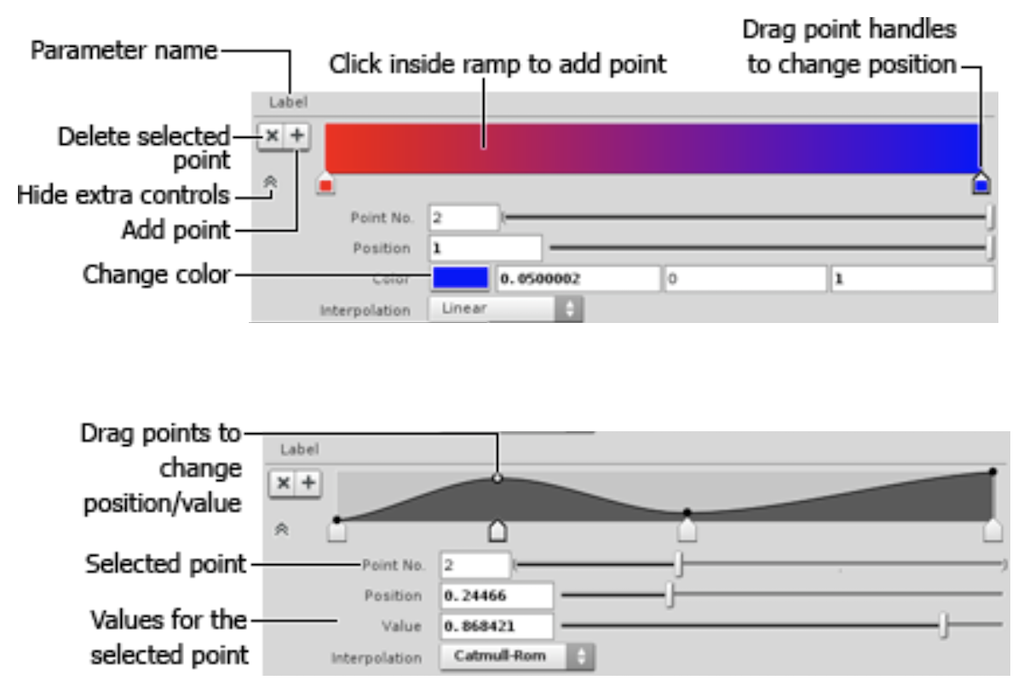 Drag point handles
Parameter name
Click inside ramp to add point
to change position
Label
Delete selected
point
Hide extra controls
Add point
Point No. 2
Position 1
Change color
Color 0.0500002 0 1
Interpolation Linear
Drag points to
Label
change
position/value
Selected point
Point No. 2
Position 0.24466
Values for the
Value 0.868421
selected point
Interpolation Catmull-Rom